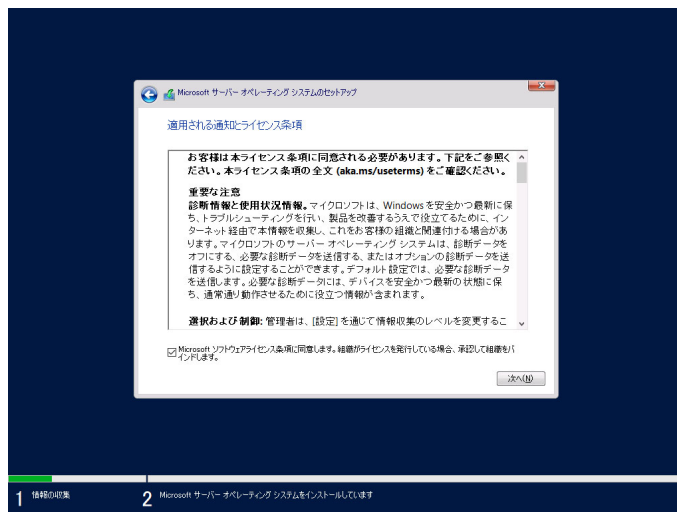 Microsoft サーバー オペレーティング システムのセットアップ
適用される通知とライセンス条項
お客様は本ライセンス条項に同意される必要があります。下記をご参照く
ださい。本ライセンス条項の全文 (aka.ms/useterms) をご確認ください。
重要な注意
診断情報と使用状況情報。マイクロソフトは、Windows を安全かつ最新に保
ち、トラブルシューティングを行い、製品を改善するうえで役立てるために、イン
ターネット経由で本情報を収集し、これをお客様の組織と関連付ける場合があ
ります。マイクロソフトのサーバー オペレーティング システムは、診断データを
オフにする、必要な診断データを送信する、またはオプションの診断データを送
信するように設定することができます。デフォルト設定では、必要な診断データ
を送信します。必要な診断データには、デバイスを安全かつ最新の状態に保
ち、通常通り動作させるために役立つ情報が含まれます。
選択および制御: 管理者は、[設定] を通じて情報収集のレベルを変更するこ
Microsoft ソフトウェアライセンス条項に同意します。組織がライセンスを発行している場合、承認して組織をバ
インドします。
次へ(N)
1 情報の収集
2 Microsoft サーバー オペレーティング システムをインストールしています